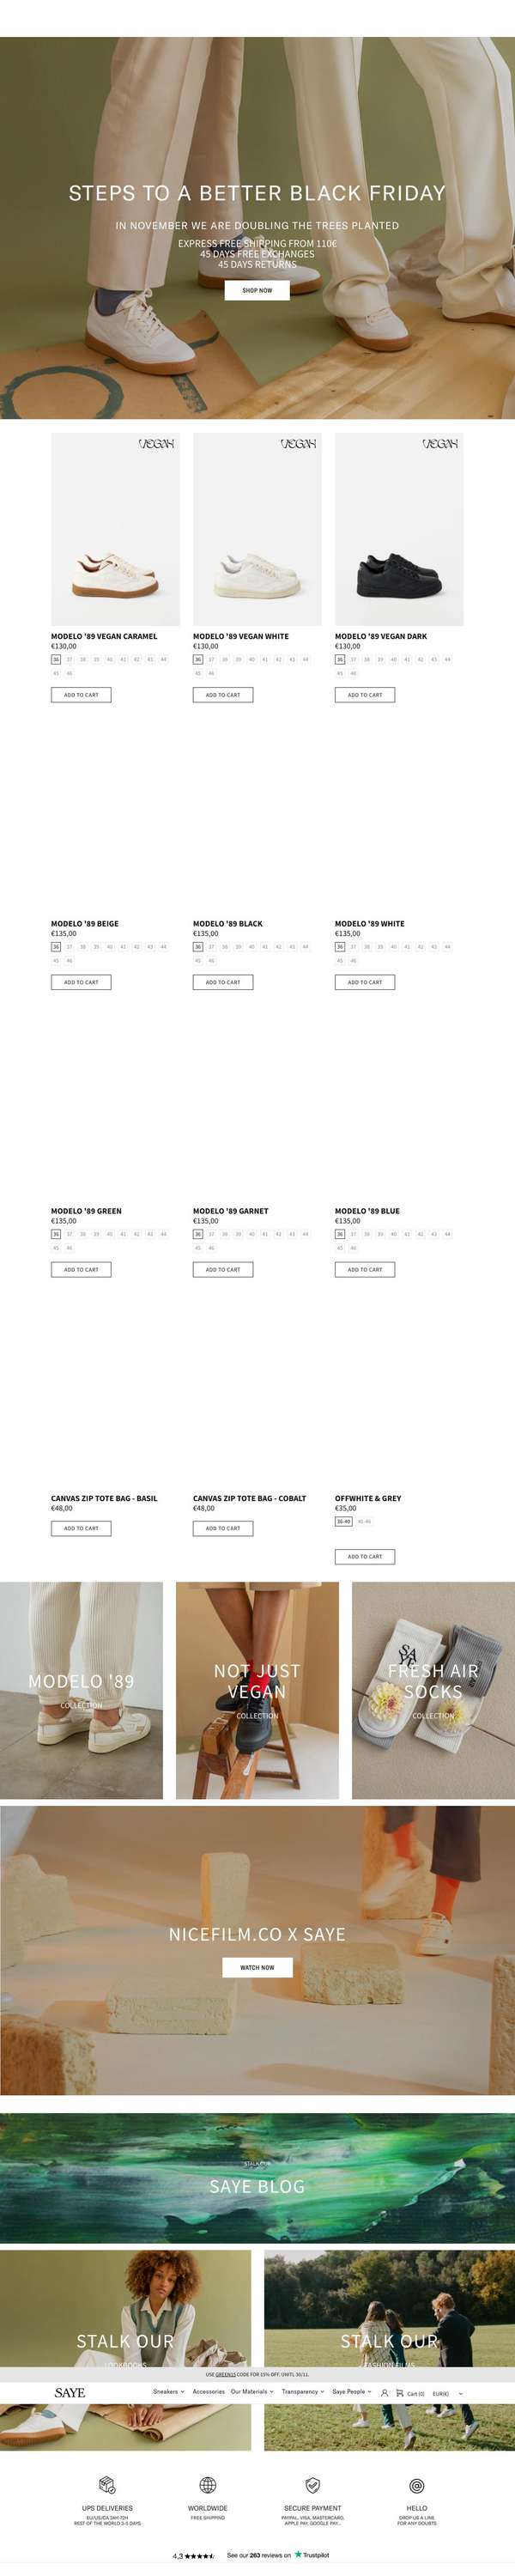 STEPS TO A BETTER BLACK FRIDAY
IN NOVEMBER WE ARE DOUBLING THE TREES PLANTED
EXPRESS FREE SHIPPING FROM 110€
45 DAYS FREE EXCHANGES
45 DAYS RETURNS
SHOP NOW
VEGAN VEGAN VEGAN
MODELO '89 VEGAN CARAMEL MODELO '89 VEGAN WHITE MODELO '89 VEGAN DARK
€130,00 €130,00 €130,00
36 37 38 39 40 41 42 43 44 36 37 38 39 40 41 42 43 44 36 37 38 39 40 41 42 43 44
45 46 45 46 45 46
ADD TO CART ADD TO CART ADD TO CART
MODELO '89 BEIGE MODELO '89 BLACK MODELO '89 WHITE
€135,00 €135,00 €135,00
36 37 38 39 40 41 42 43 44 36 37 38 39 40 41 42 43 44 36 37 38 39 40 41 42 43 44
45 46 45 46 45 46
ADD TO CART ADD TO CART ADD TO CART
MODELO '89 GREEN MODELO '89 GARNET MODELO '89 BLUE
€135,00 €135,00 €135,00
36 37 38 39 40 41 42 43 44 36 37 38 39 40 41 42 43 44 36 37 38 39 40 41 42 43 44
45 46 45 46 45 46
ADD TO CART ADD TO CART ADD TO CART
CANVAS ZIP TOTE BAG - BASIL CANVAS ZIP TOTE BAG - COBALT OFFWHITE & GREY
€48,00 €48,00 €35,00
36-40 41-46
ADD TO CART ADD TO CART
ADD TO CART
MODELO '89
COLLECTION
NOT JUST
VEGAN
COLLECTION
FRESH AIR
SOCKS
COLLECTION
NICEFILM.CO X SAYE
WATCH NOW
STALK OUR
SAYE BLOG
STALK OUR STALK OUR
LOOKBOOKS FASHION FILMS
USE GREEN15 CODE FOR 15% OFF. UNITL 30/11.
SAYE Sneakers Accessories Our Materials Transparency Saye People Cart (0) EUR(€)
UPS DELIVERIES WORLDWIDE SECURE PAYMENT HELLO
EU/US/CA 24H-72H FREE SHIPPING PAYPAL, VISA, MASTERCARD, DROP US A LINE
REST OF THE WORLD 2-5 DAYS APPLE PAY, GOOGLE PAY... FOR ANY DOUBTS
4,3 See our 263 reviews on Trustpilot